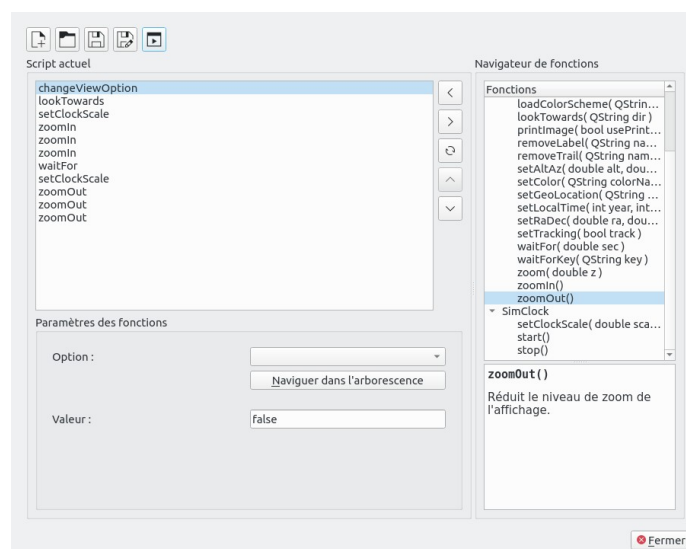 Script actuel
changeViewOption
lookTowards
setClockScale
zoomIn
zoomIn
zoomIn
waitFor
setClockScale
zoomOut
zoomOut
zoomOut
Paramètres des fonctions
Option :
Naviguer dans l'arborescence
Valeur :
false
Navigateur de fonctions
Fonctions
loadColorScheme( QStrin...
lookTowards( QString dir )
printImage( bool usePrint...
removeLabel( QString na...
removeTrail( QString nam...
setAltAz( double alt, dou...
setColor( QString colorNa...
setGeoLocation( QString ...
setLocalTime( int year, int...
setRaDec( double ra, dou...
setTracking( bool track )
waitFor( double sec )
waitForKey( QString key )
zoom( double z )
zoomIn()
zoomOut()
SimClock
setClockScale( double sca...
start()
stop()
zoomOut()
Réduit le niveau de zoom de
l'affichage.
Fermer